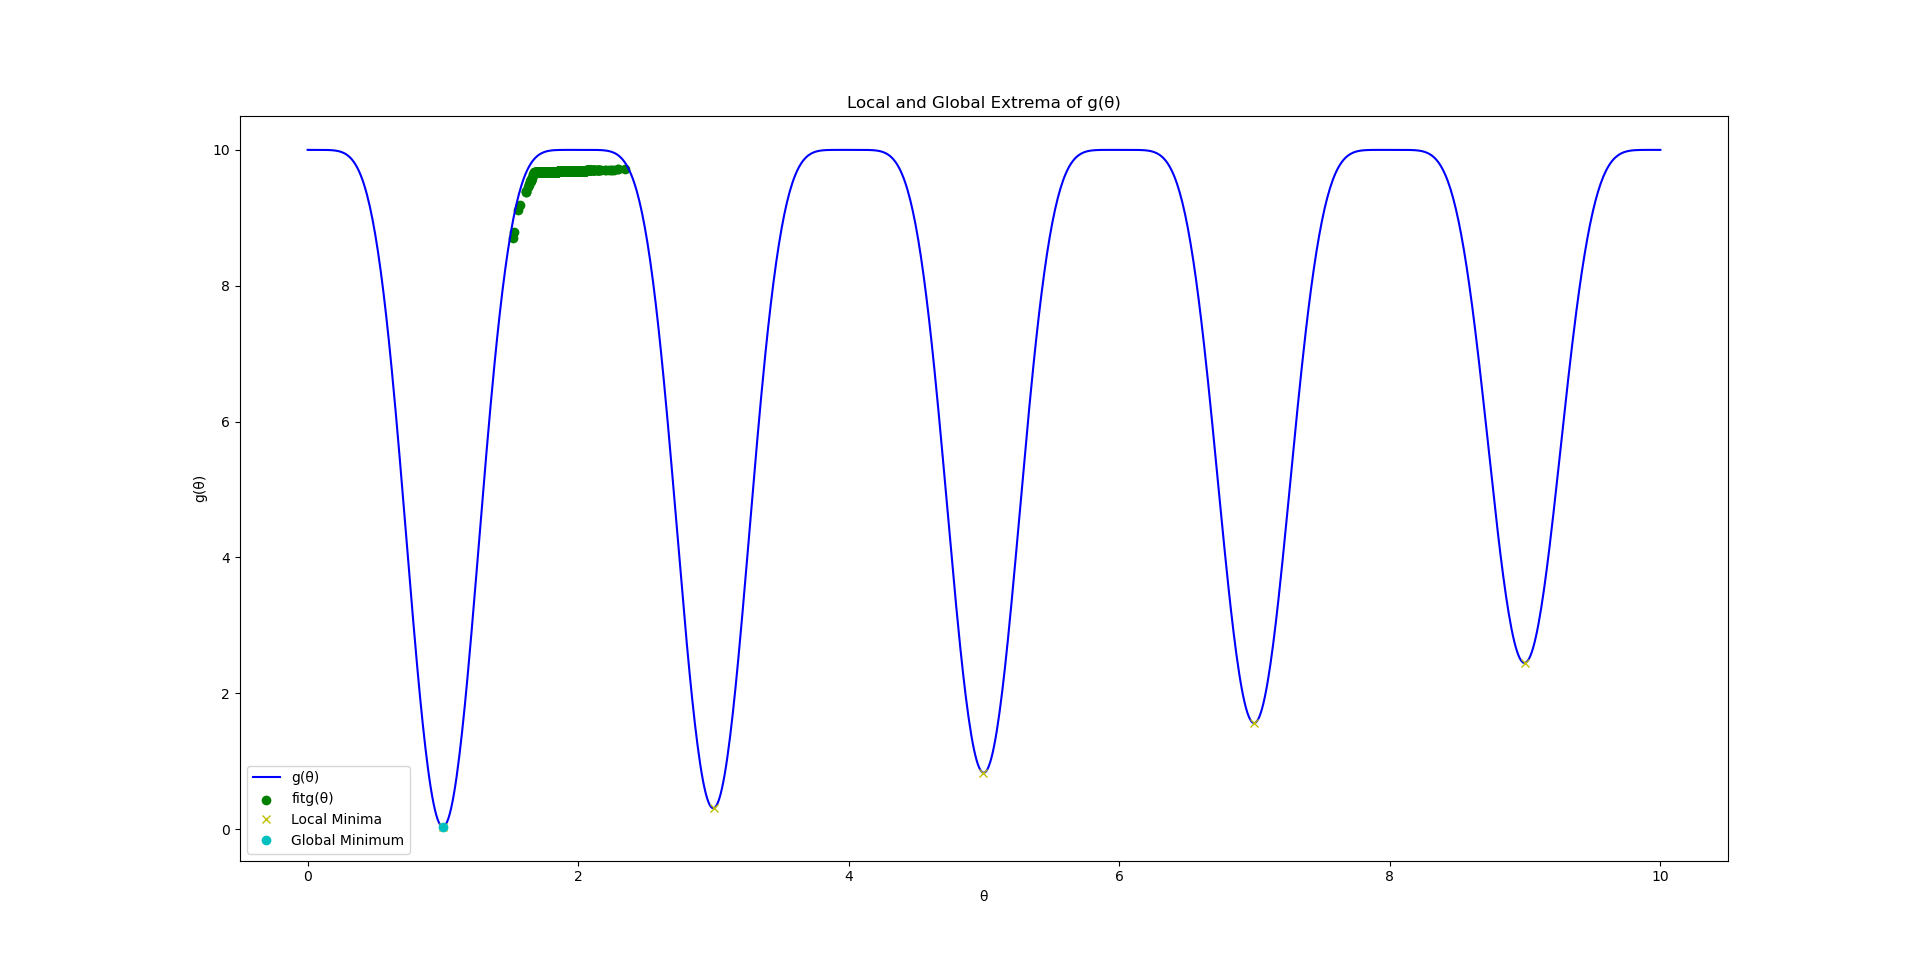 Local and Global Extrema of g(θ)
10
8
6
4
2
0
g(θ)
g(θ)
fitg(θ)
Local Minima
Global Minimum
0 2 4 6 8 10
θ